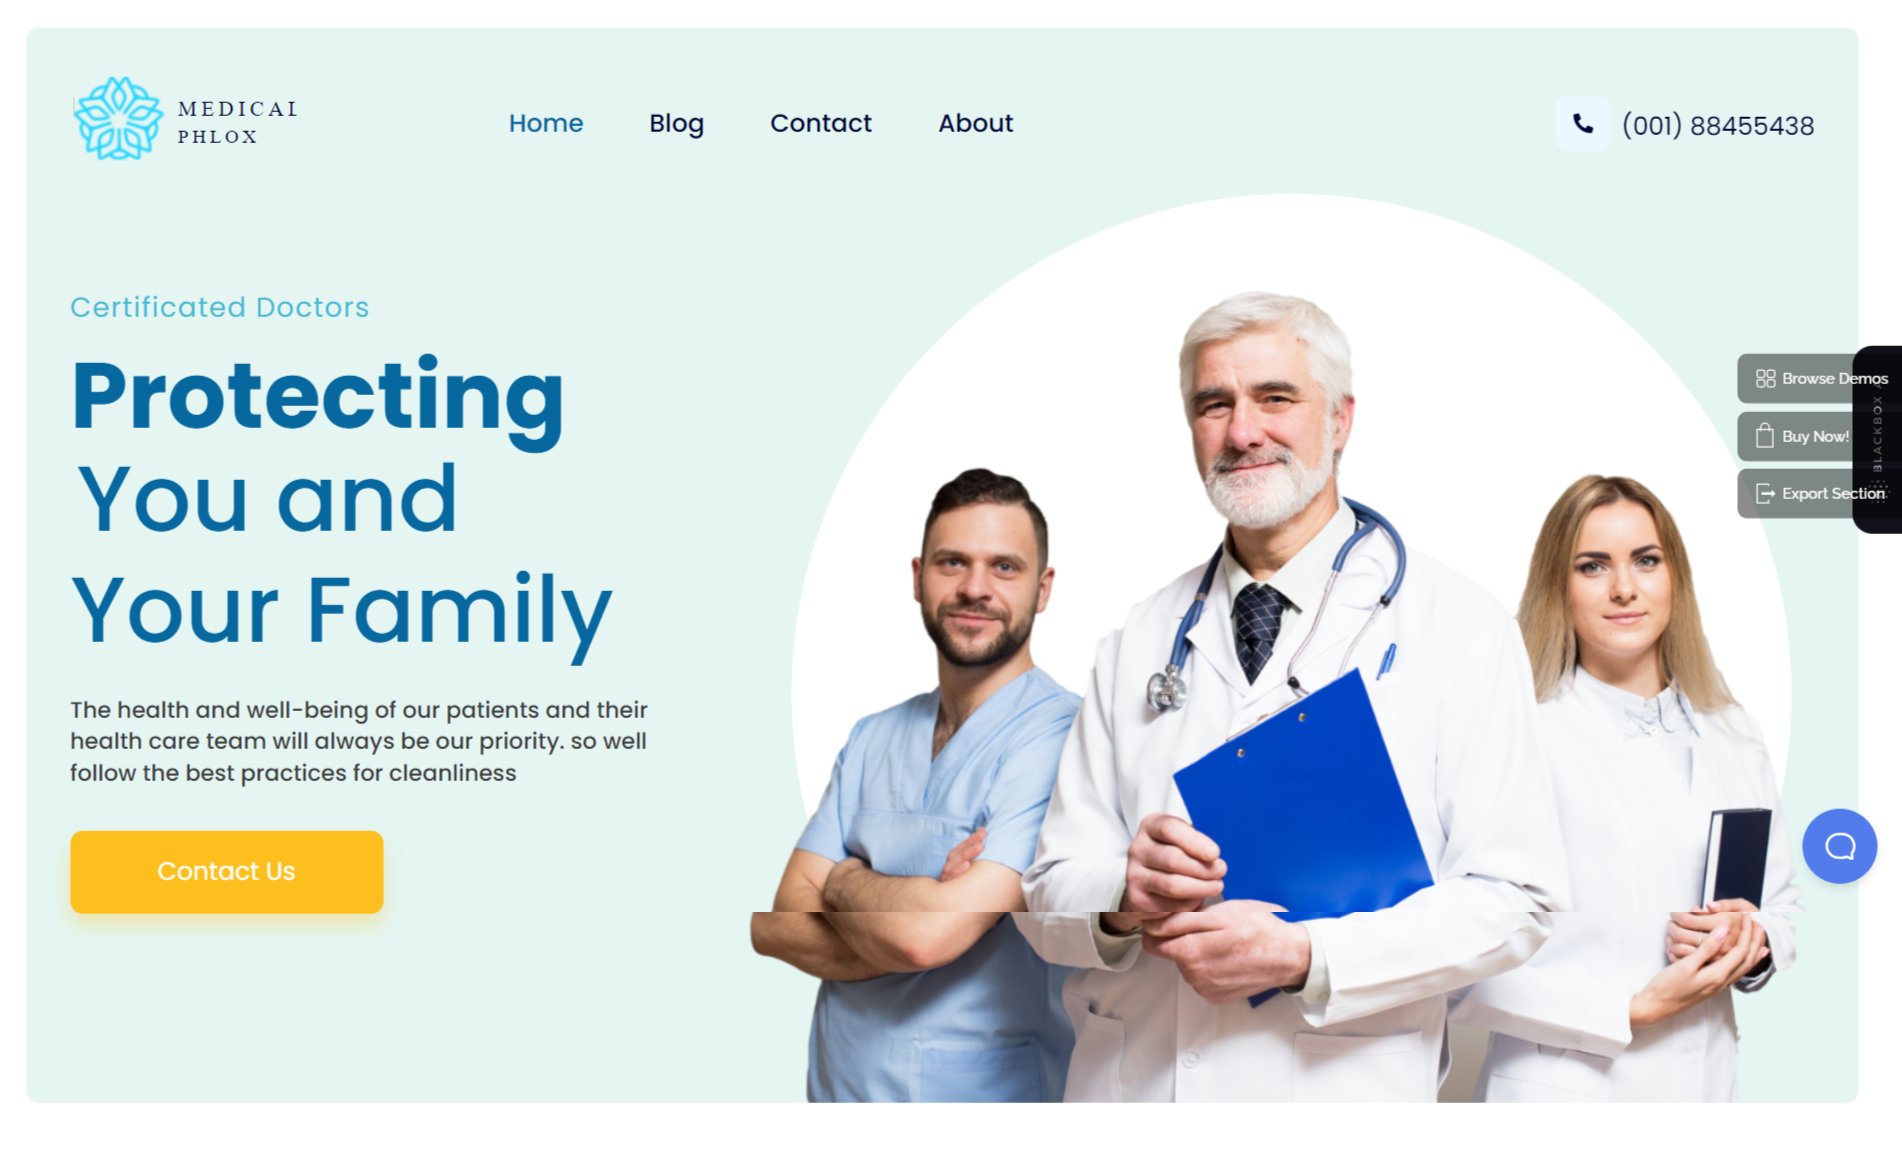 MEDICAL
PHLOX
Home
Blog
Contact
About
(001) 88455438
Certificated Doctors
Protecting
You and
Your Family
The health and well-being of our patients and their
health care team will always be our priority. so well
follow the best practices for cleanliness
Contact Us
Browse Demos
Buy Now!
Export Section
BLACKBOX